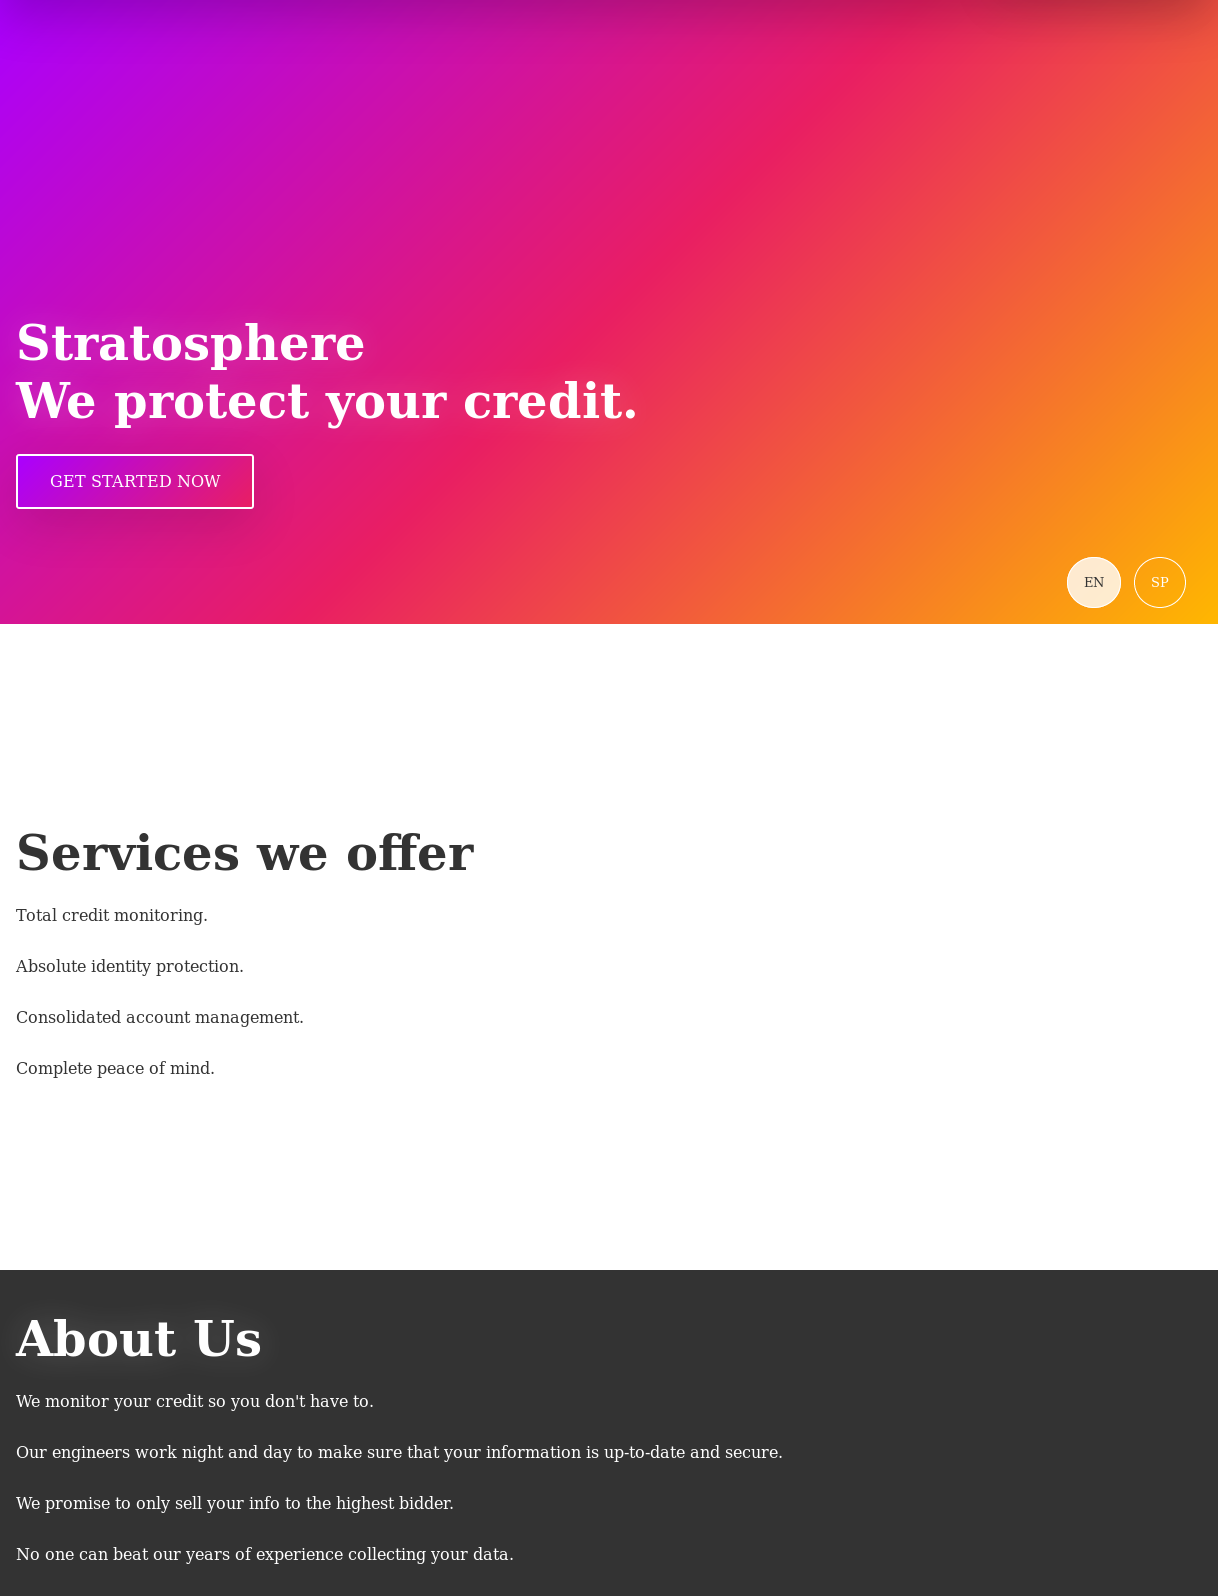 Stratosphere
We protect your credit.
GET STARTED NOW
EN SP
Services we offer
Total credit monitoring.
Absolute identity protection.
Consolidated account management.
Complete peace of mind.
About Us
We monitor your credit so you don't have to.
Our engineers work night and day to make sure that your information is up-to-date and secure.
We promise to only sell your info to the highest bidder.
No one can beat our years of experience collecting your data.